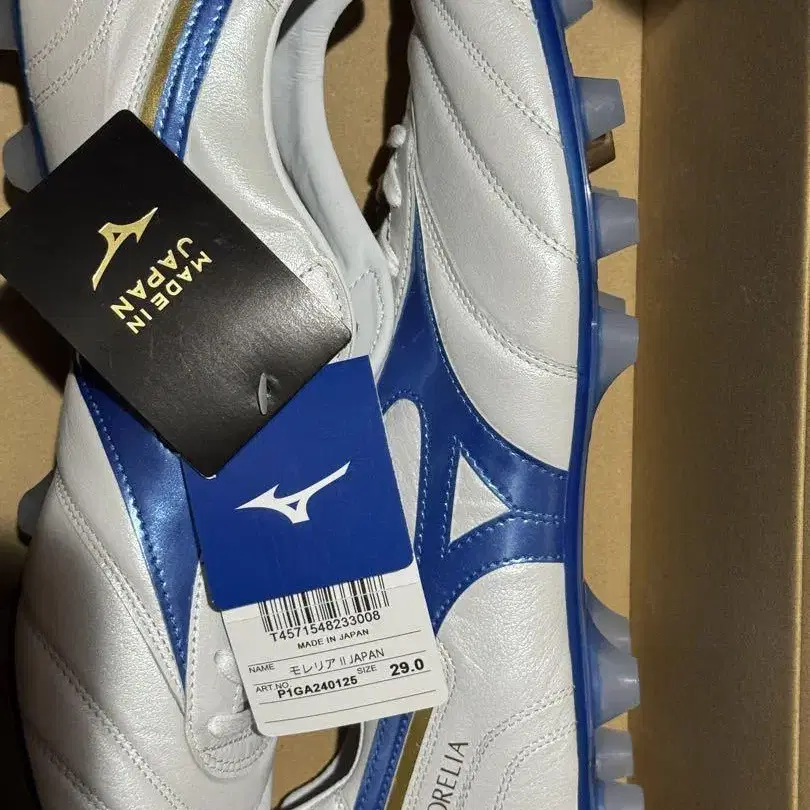 MADE IN
JAPAN
T4571548233008
MADE IN JAPAN
NAME モレリア II JAPAN
ART.NO. P1GA240125 SIZE 29.0
ORELIA